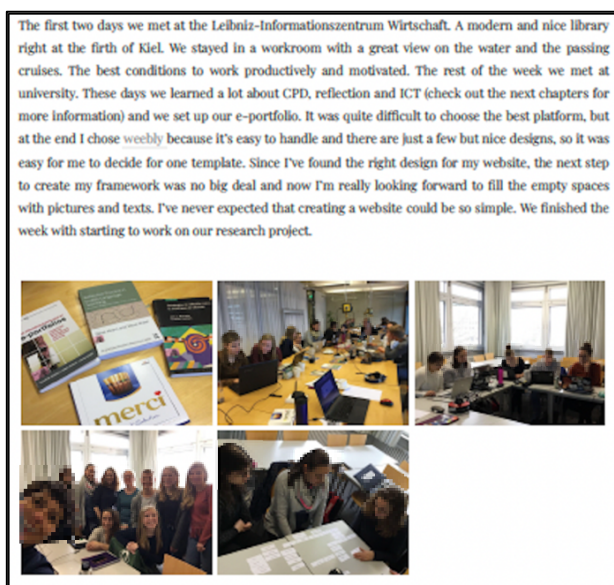 The first two days we met at the Leibniz-Informationszentrum Wirtschaft. A modern and nice library
right at the firth of Kiel. We stayed in a workroom with a great view on the water and the passing
cruises. The best conditions to work productively and motivated. The rest of the week we met at
university. These days we learned a lot about CPD, reflection and ICT (check out the next chapters for
more information) and we set up our e-portfolio. It was quite difficult to choose the best platform, but
at the end I chose weebly because it's easy to handle and there are just a few but nice designs, so it was
easy for me to decide for one template. Since I've found the right design for my website, the next step
to create my framework was no big deal and now I'm really looking forward to fill the empty spaces
with pictures and texts. I've never expected that creating a website could be so simple. We finished the
week with starting to work on our research project.
merci